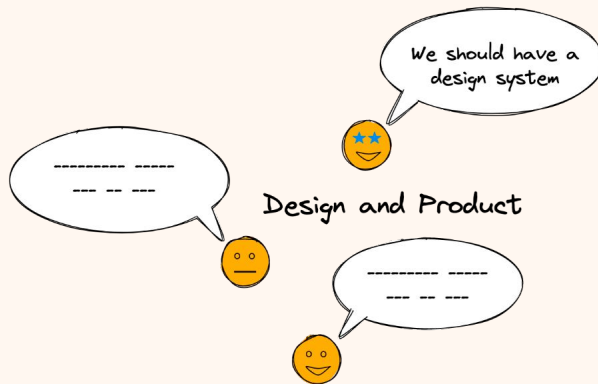 We should have a
design system
--------- -----
--- -- ---
Design and Product
--------- -----
--- -- ---